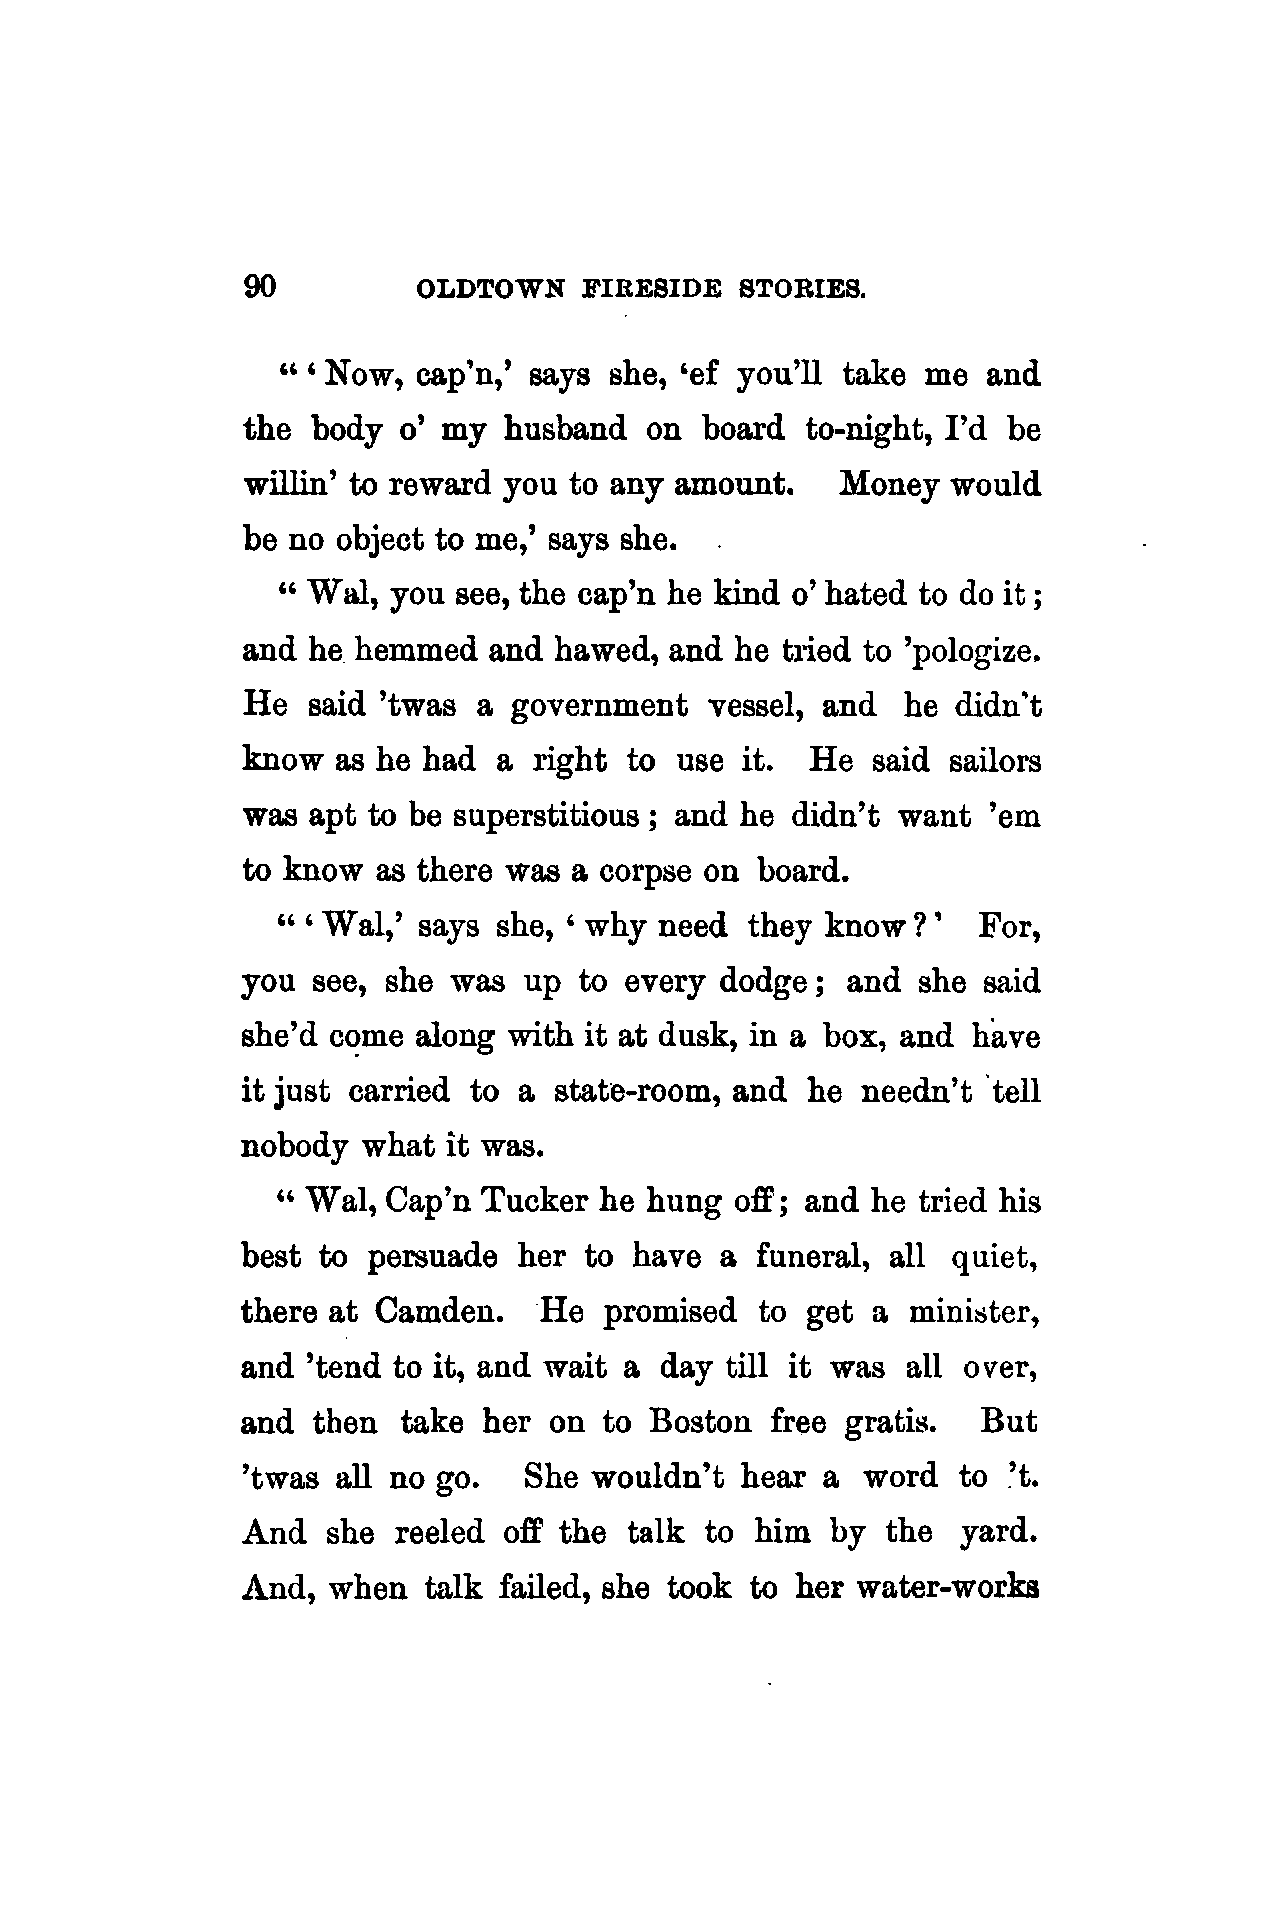 90 OLDTOWN FIRESIDE STORIES.
“‘Now, cap’n,’ says she, ‘ef you’ll take me and
the body o’ my husband on board to-night, I’d be
willin’ to reward you to any amount. Money would
be no object to me,’ says she.
“Wal, you see, the cap’n he kind o’ hated to do it;
and he hemmed and hawed, and he tried to ’pologize.
He said ’twas a government vessel, and he didn’t
know as he had a right to use it. He said sailors
was apt to be superstitious; and he didn’t want ’em
to know as there was a corpse on board.
“‘Wal,’ says she, ‘why need they know?’ For,
you see, she was up to every dodge; and she said
she’d come along with it at dusk, in a box, and have
it just carried to a state-room, and he needn’t tell
nobody what it was.
“Wal, Cap’n Tucker he hung off; and he tried his
best to persuade her to have a funeral, all quiet,
there at Camden. He promised to get a minister,
and ’tend to it, and wait a day till it was all over,
and then take her on to Boston free gratis. But
’twas all no go. She wouldn’t hear a word to ’t.
And she reeled off the talk to him by the yard.
And, when talk failed, she took to her water-works